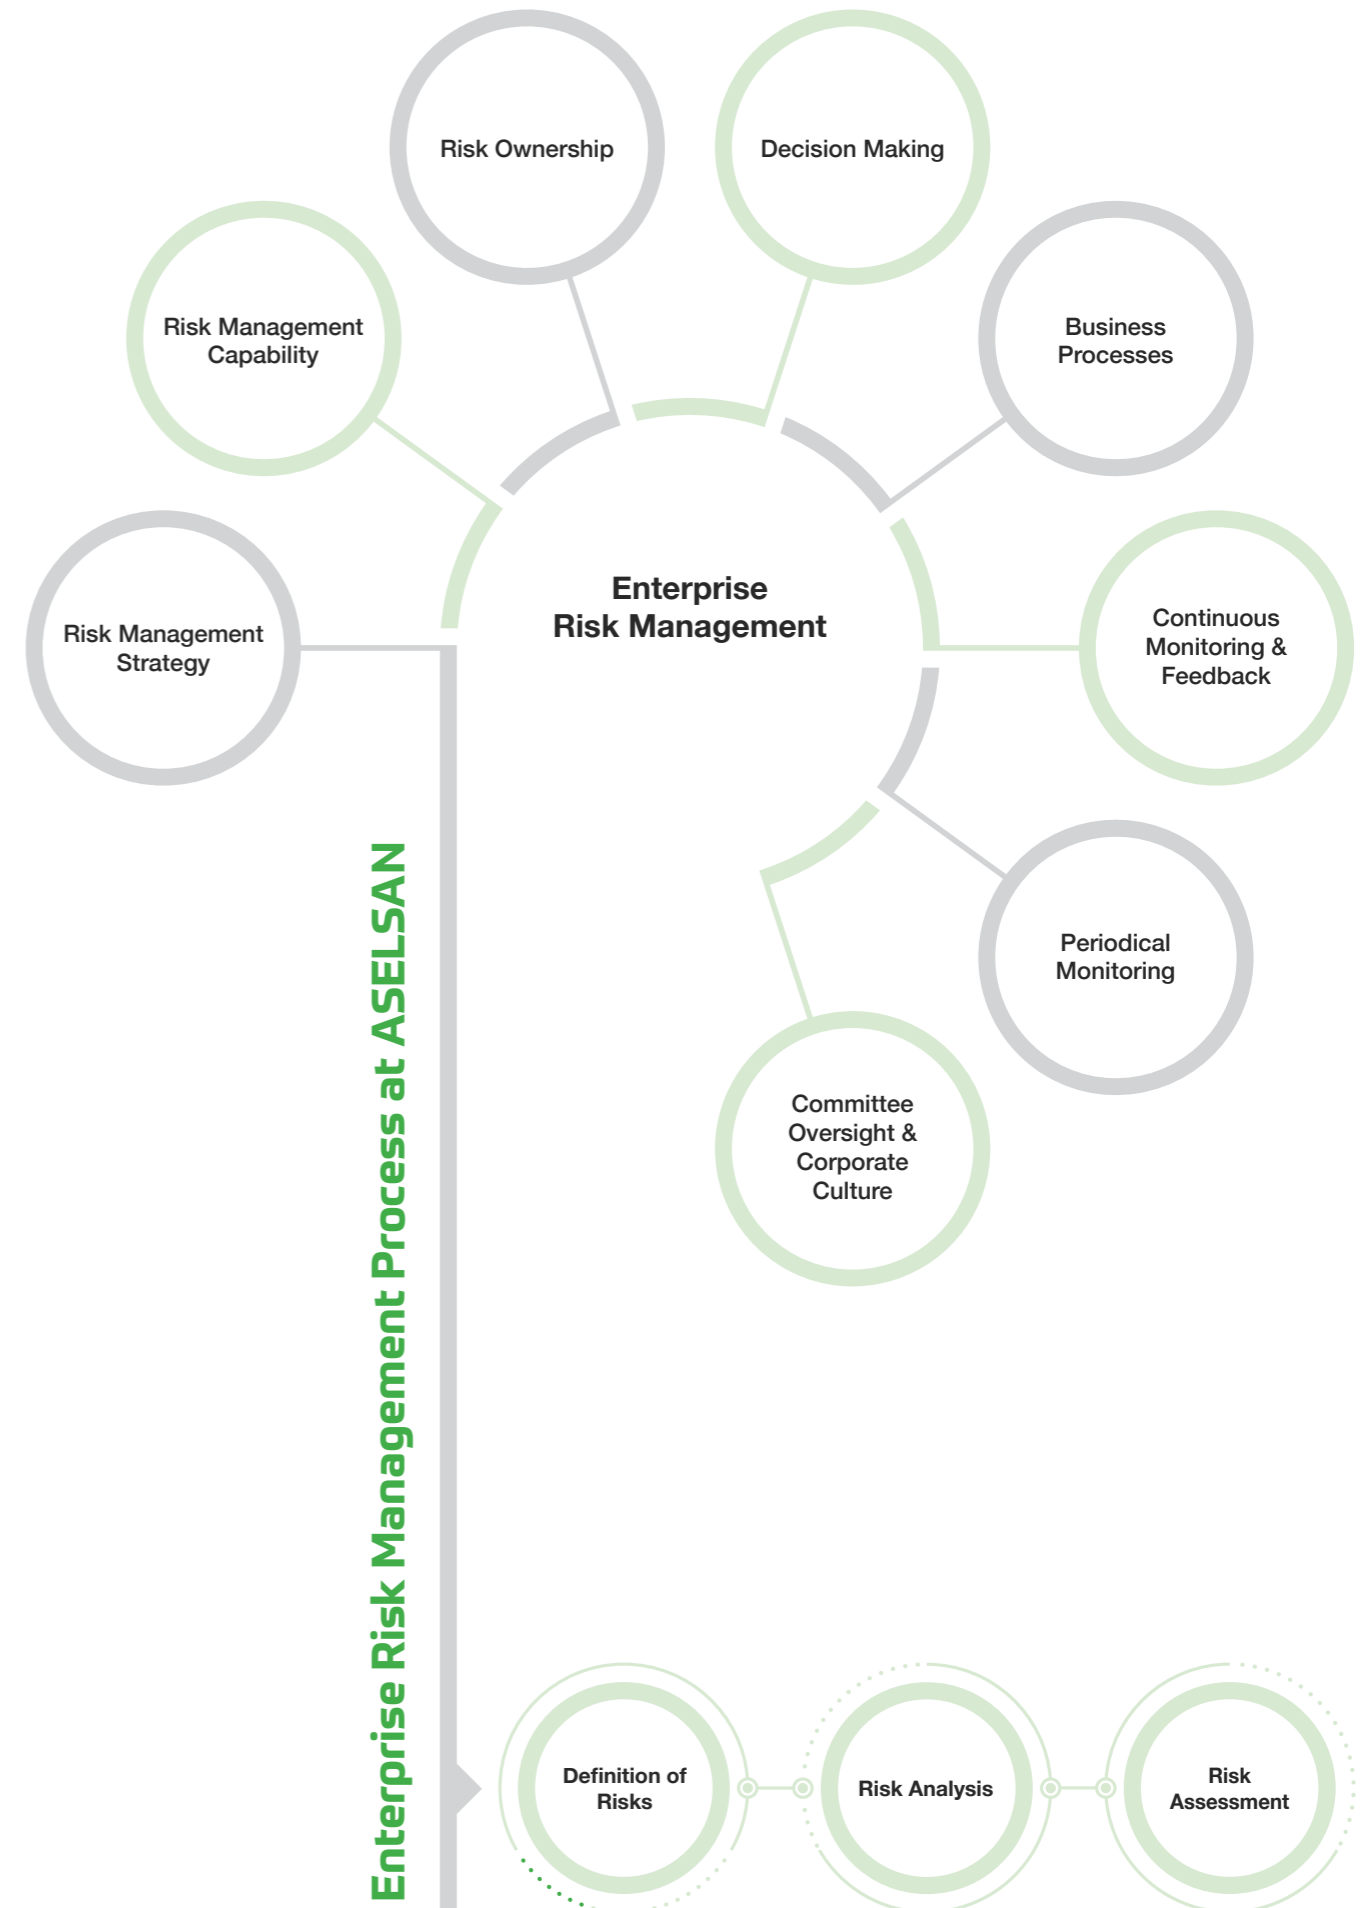 Risk Ownership
Decision Making
Risk Management
Capability
Business
Processes
Enterprise
Risk Management
Risk Management
Strategy
Continuous
Monitoring &
Feedback
Periodical
Monitoring
Committee
Oversight &
Corporate
Culture
Enterprise Risk Management Process at ASELSAN
Definition of
Risks
Risk Analysis
Risk
Assessment